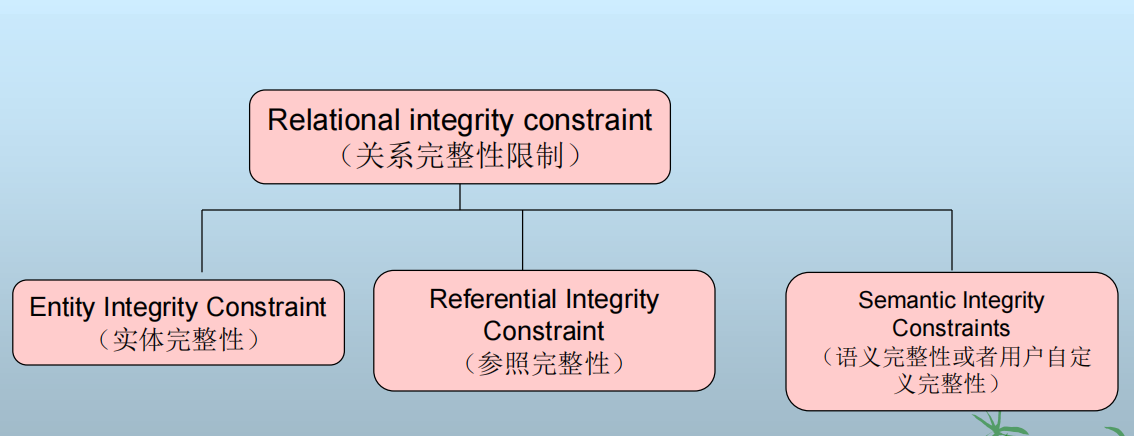 Relational integrity constraint
（关系完整性限制）
Entity Integrity Constraint
（实体完整性）
Referential Integrity
Constraint
（参照完整性）
Semantic Integrity
Constraints
（语义完整性或者用户自定
义完整性）